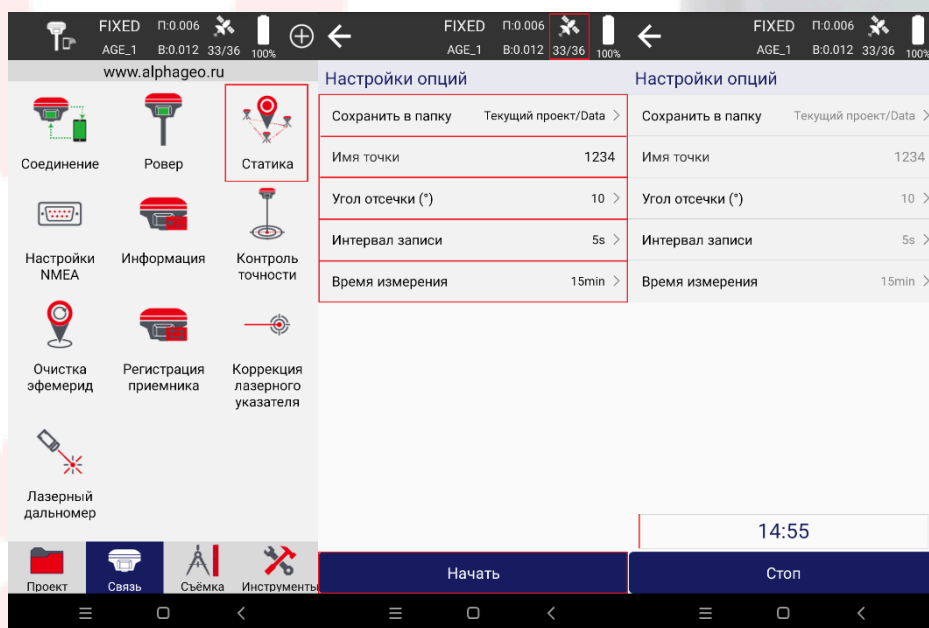 FIXED П:0.006
AGE_1 B:0.012 33/36 100%
www.alphageo.ru
Соединение Ровер Статика
Настройки NMEA Информация Контроль точности
Очистка эфемерид Регистрация приемника Коррекция лазерного указателя
Лазерный дальномер
Проект Связь Съёмка Инструменты
FIXED П:0.006
AGE_1 B:0.012 33/36 100%
Настройки опций
Сохранить в папку Текущий проект/Data
Имя точки 1234
Угол отсечки (°) 10
Интервал записи 5s
Время измерения 15min
Начать
FIXED П:0.006
AGE_1 B:0.012 33/36 100%
Настройки опций
Сохранить в папку Текущий проект/Data
Имя точки 1234
Угол отсечки (°) 10
Интервал записи 5s
Время измерения 15min
14:55
Стоп